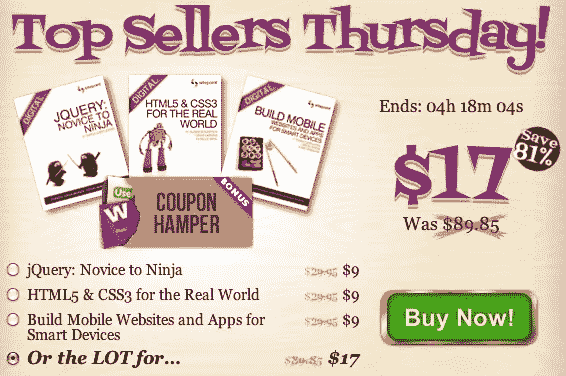 Top Sellers Thursday!
DIGITAL
JQUERY:
NOVICE TO
NINJA
DIGITAL
sitepoint
HTML5 & CSS3
FOR THE REAL
WORLD
DIGITAL
sitepoint
BUILD MOBILE
WEBSITES AND APPS
FOR SMART DEVICES
COUPON
HAMPER
BONUS
W
Ends: 04h 18m 04s
Save
81%
$17
Was $89.85
jQuery: Novice to Ninja $29.95 $9
HTML5 & CSS3 for the Real World $29.95 $9
Build Mobile Websites and Apps for $29.95 $9
Smart Devices
Or the LOT for... $89.85 $17
Buy Now!